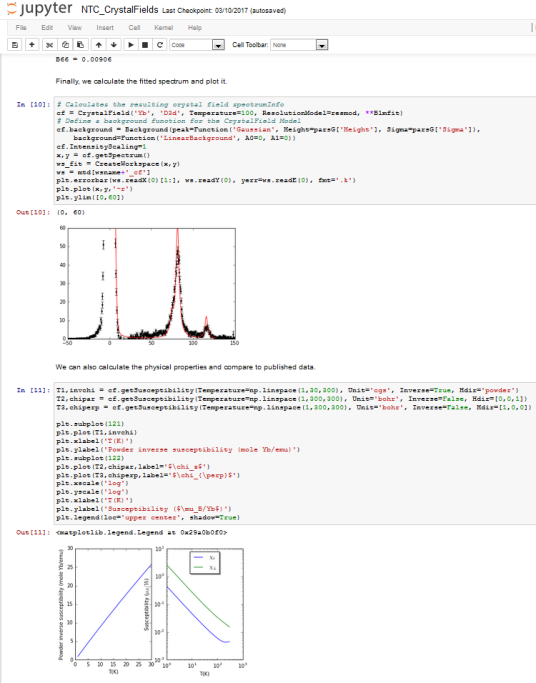 jupyter NTC_CrystalFields Last Checkpoint: 03/10/2017 (autosaved)
File Edit View Insert Cell Kernel Help
Code Cell Toolbar: None
B66 = 0.00906
Finally, we calculate the fitted spectrum and plot it.
In [10]: # Calculates the resulting crystal field spectrumInfo
cf = CrystalField('Yb', 'D3d', Temperature=100, ResolutionModel=resmod, **Blmfit)
# Define a background function for the CrystalField Model
cf.background = Background(peak=Function('Gaussian', Height=parsG['Height'], Sigma=parsG['Sigma']),
background=Function('LinearBackground', A0=0, A1=0))
cf.IntensityScaling=1
x,y = cf.getSpectrum()
ws_fit = CreateWorkspace(x,y)
ws = mtd[wsname+'_cf']
plt.errorbar(ws.readX(0)[1:], ws.readY(0), yerr=ws.readE(0), fmt='.k')
plt.plot(x,y,'-r')
plt.ylim([0,60])
Out[10]: (0, 60)
60
50
40
30
20
10
0
-50 0 50 100 150
We can also calculate the physical properties and compare to published data.
In [11]: T1,invchi = cf.getSusceptibility(Temperature=np.linspace(1,30,300), Unit='cgs', Inverse=True, Hdir='powder')
T2,chipar = cf.getSusceptibility(Temperature=np.linspace(1,300,300), Unit='bohr', Inverse=False, Hdir=[0,0,1])
T3,chiperp = cf.getSusceptibility(Temperature=np.linspace(1,300,300), Unit='bohr', Inverse=False, Hdir=[1,0,0])
plt.subplot(121)
plt.plot(T1,invchi)
plt.xlabel('T(K)')
plt.ylabel('Powder inverse susceptibility (mole Yb/emu)')
plt.subplot(122)
plt.plot(T2,chipar,label='$\chi_z$')
plt.plot(T3,chiperp,label='$\chi_{\perp}$')
plt.xscale('log')
plt.yscale('log')
plt.xlabel('T(K)')
plt.ylabel('Susceptibility ($\mu_B/Yb$)')
plt.legend(loc='upper center', shadow=True)
Out[11]: <matplotlib.legend.Legend at 0x29a0b0f0>
Powder inverse susceptibility (mole Yb/emu)
30
25
20
15
10
5
0
0 5 10 15 20 25 30
T(K)
10¹
10⁰
10⁻¹
10⁻²
10⁻³
10⁰ 10¹ 10² 10³
T(K)